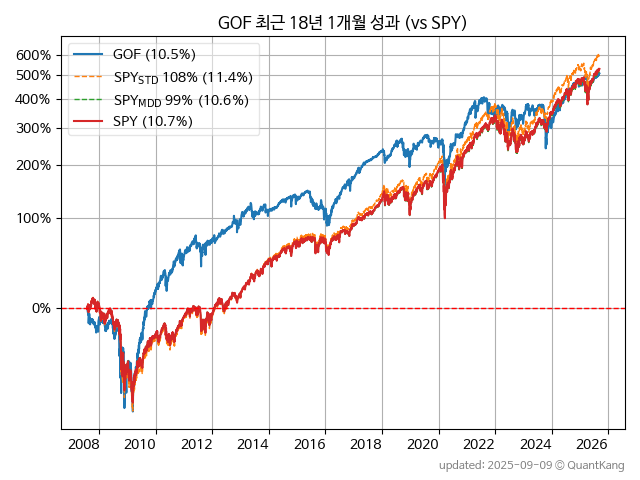 GOF 최근 18년 1개월 성과 (vs SPY)
GOF (10.5%)
SPY_STD 108% (11.4%)
SPY_MDD 99% (10.6%)
SPY (10.7%)
600%
500%
400%
300%
200%
100%
0%
2008 2010 2012 2014 2016 2018 2020 2022 2024 2026
updated: 2025-09-09 © QuantKang